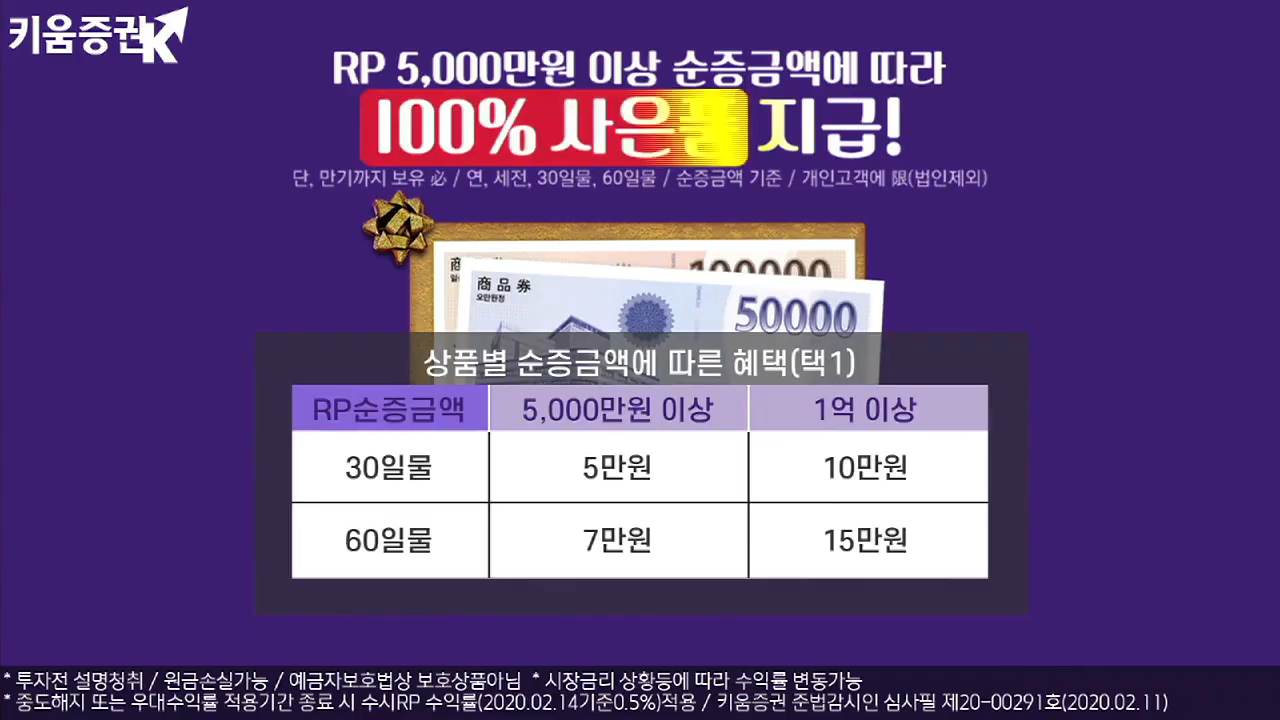 키움증권K
RP 5,000만원 이상 순증금액에 따라
100% 사은품 지급!
단, 만기까지 보유 必 / 연, 세전, 30일물, 60일물 / 순증금액 기준 / 개인고객에 限(법인제외)
商
100000
商品券
오만원정
50000
상품별 순증금액에 따른 혜택(택1)
RP순증금액 5,000만원 이상 1억 이상
30일물 5만원 10만원
60일물 7만원 15만원
* 투자전 설명청취 / 원금손실가능 / 예금자보호법상 보호상품아님 * 시장금리 상황등에 따라 수익률 변동가능
* 중도해지 또는 우대수익률 적용기간 종료 시 수시RP 수익률(2020.02.14기준0.5%)적용 / 키움증권 준법감시인 심사필 제20-00291호(2020.02.11)